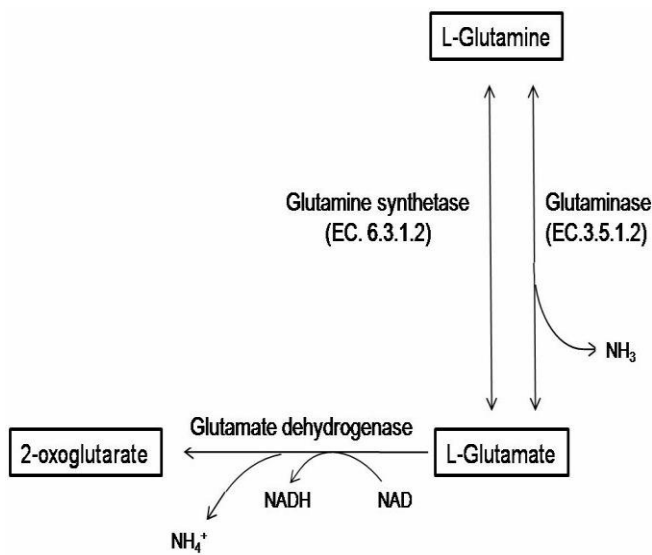 L-Glutamine
Glutamine synthetase
(EC. 6.3.1.2)
Glutaminase
(EC.3.5.1.2)
NH₃
Glutamate dehydrogenase
2-oxoglutarate
L-Glutamate
NADH
NAD
NH₄⁺